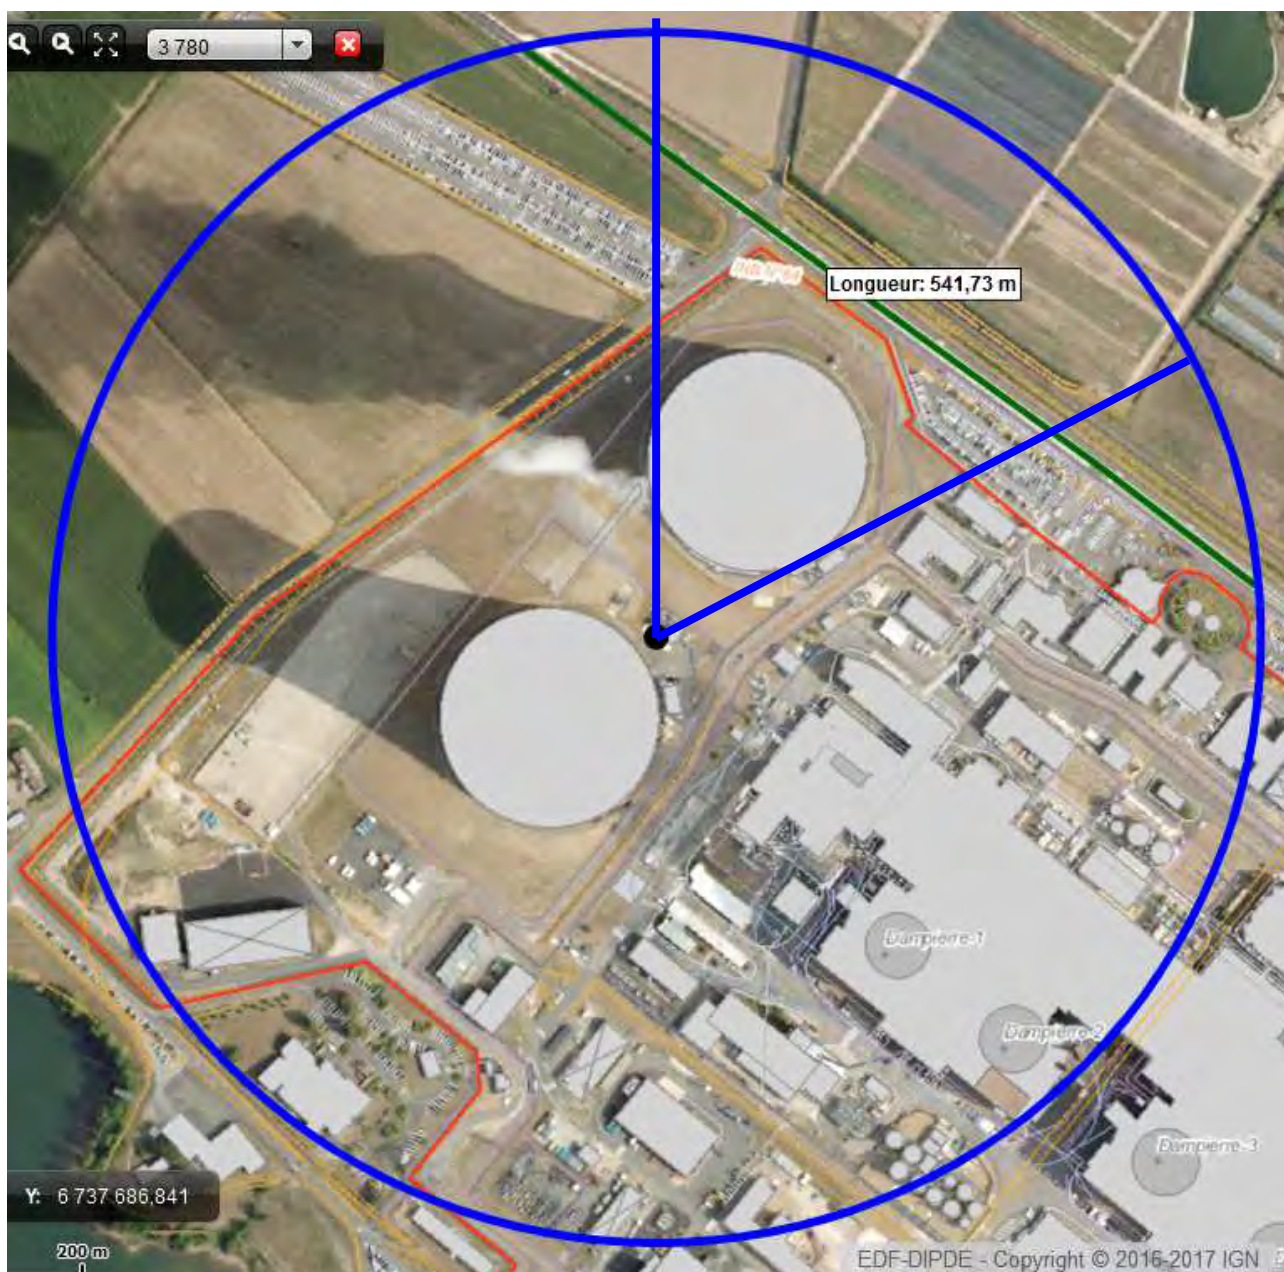 3 780
Longueur: 541,73 m
Dampierre-1
Dampierre-2
Dampierre-3
Y: 6 737 686,841
200 m
EDF-DIPDE - Copyright © 2016-2017 IGN